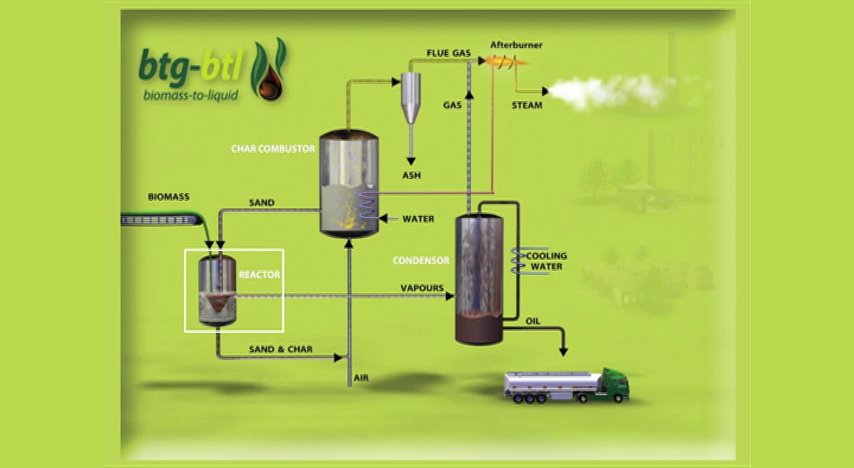 btg-btl
biomass-to-liquid
FLUE GAS
Afterburner
GAS
STEAM
CHAR COMBUSTOR
ASH
BIOMASS
SAND
WATER
REACTOR
CONDENSOR
COOLING
WATER
VAPOURS
OIL
SAND & CHAR
AIR